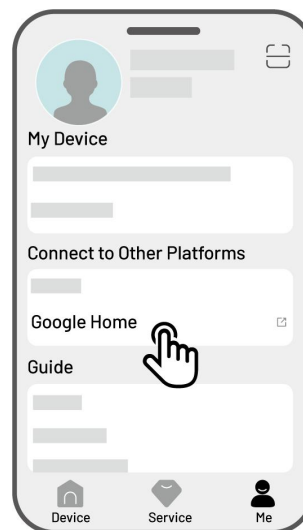 My Device
Connect to Other Platforms
Google Home
Guide
Device
Service
Me